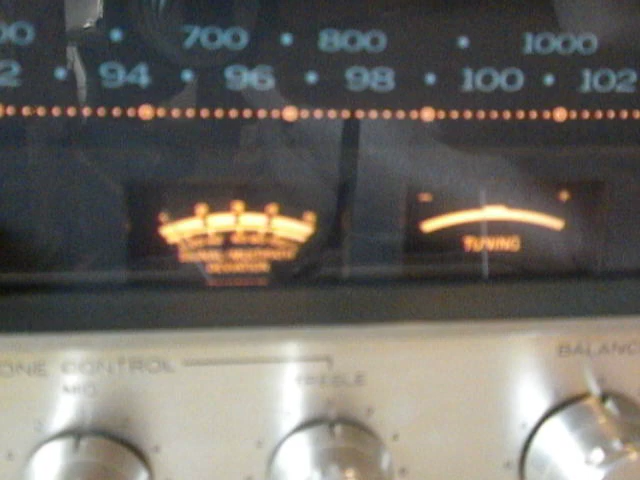 700 800 1000
94 96 98 100 102
- +
TUNING
BALANC
ONE CONTROL
MID TREBLE